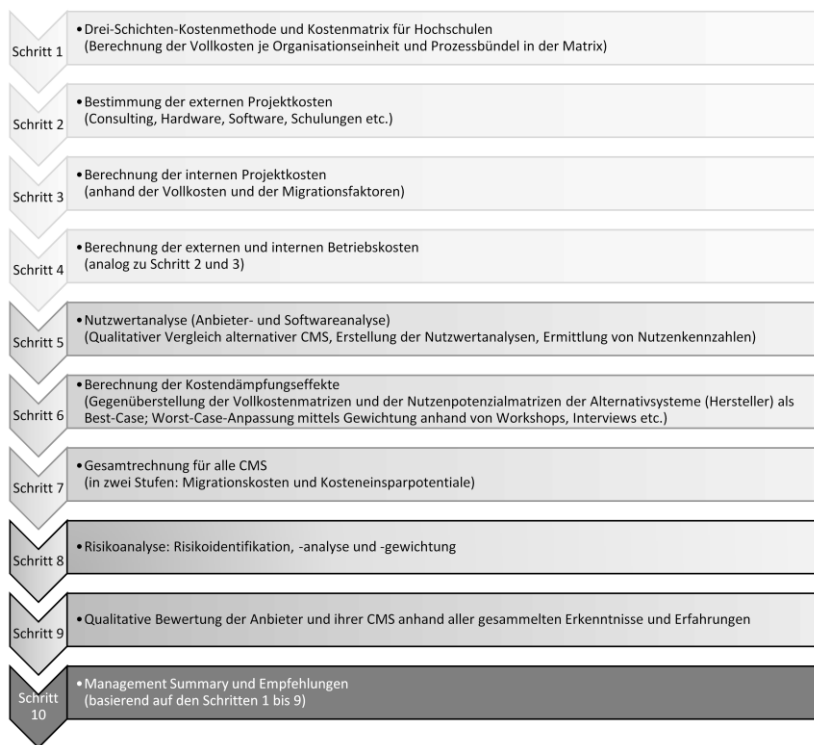 Schritt 1
•Drei-Schichten-Kostenmethode und Kostenmatrix für Hochschulen
(Berechnung der Vollkosten je Organisationseinheit und Prozessbündel in der Matrix)
Schritt 2
•Bestimmung der externen Projektkosten
(Consulting, Hardware, Software, Schulungen etc.)
Schritt 3
•Berechnung der internen Projektkosten
(anhand der Vollkosten und der Migrationsfaktoren)
Schritt 4
•Berechnung der externen und internen Betriebskosten
(analog zu Schritt 2 und 3)
Schritt 5
•Nutzwertanalyse (Anbieter- und Softwareanalyse)
(Qualitativer Vergleich alternativer CMS, Erstellung der Nutzwertanalysen, Ermittlung von Nutzenkennzahlen)
Schritt 6
•Berechnung der Kostendämpfungseffekte
(Gegenüberstellung der Vollkostenmatrizen und der Nutzenpotenzialmatrizen der Alternativsysteme (Hersteller) als
Best-Case; Worst-Case-Anpassung mittels Gewichtung anhand von Workshops, Interviews etc.)
Schritt 7
•Gesamtrechnung für alle CMS
(in zwei Stufen: Migrationskosten und Kosteneinsparpotentiale)
Schritt 8
•Risikoanalyse: Risikoidentifikation, -analyse und -gewichtung
Schritt 9
•Qualitative Bewertung der Anbieter und ihrer CMS anhand aller gesammelten Erkenntnisse und Erfahrungen
Schritt
10
•Management Summary und Empfehlungen
(basierend auf den Schritten 1 bis 9)